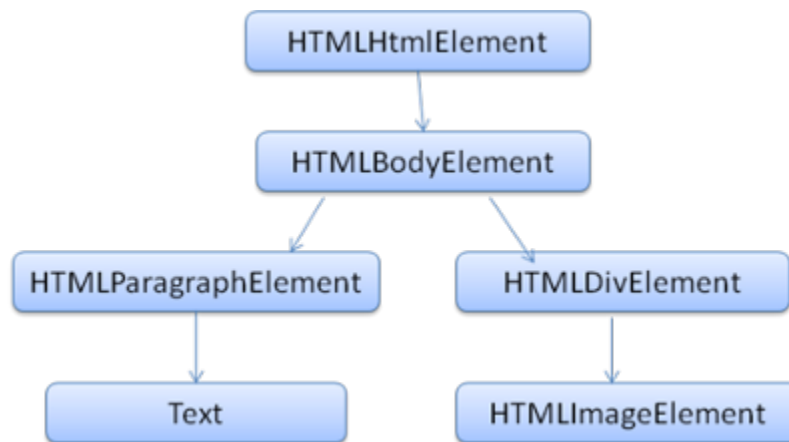 HTMLHtmlElement
HTMLBodyElement
HTMLParagraphElement
HTMLDivElement
Text
HTMLImageElement